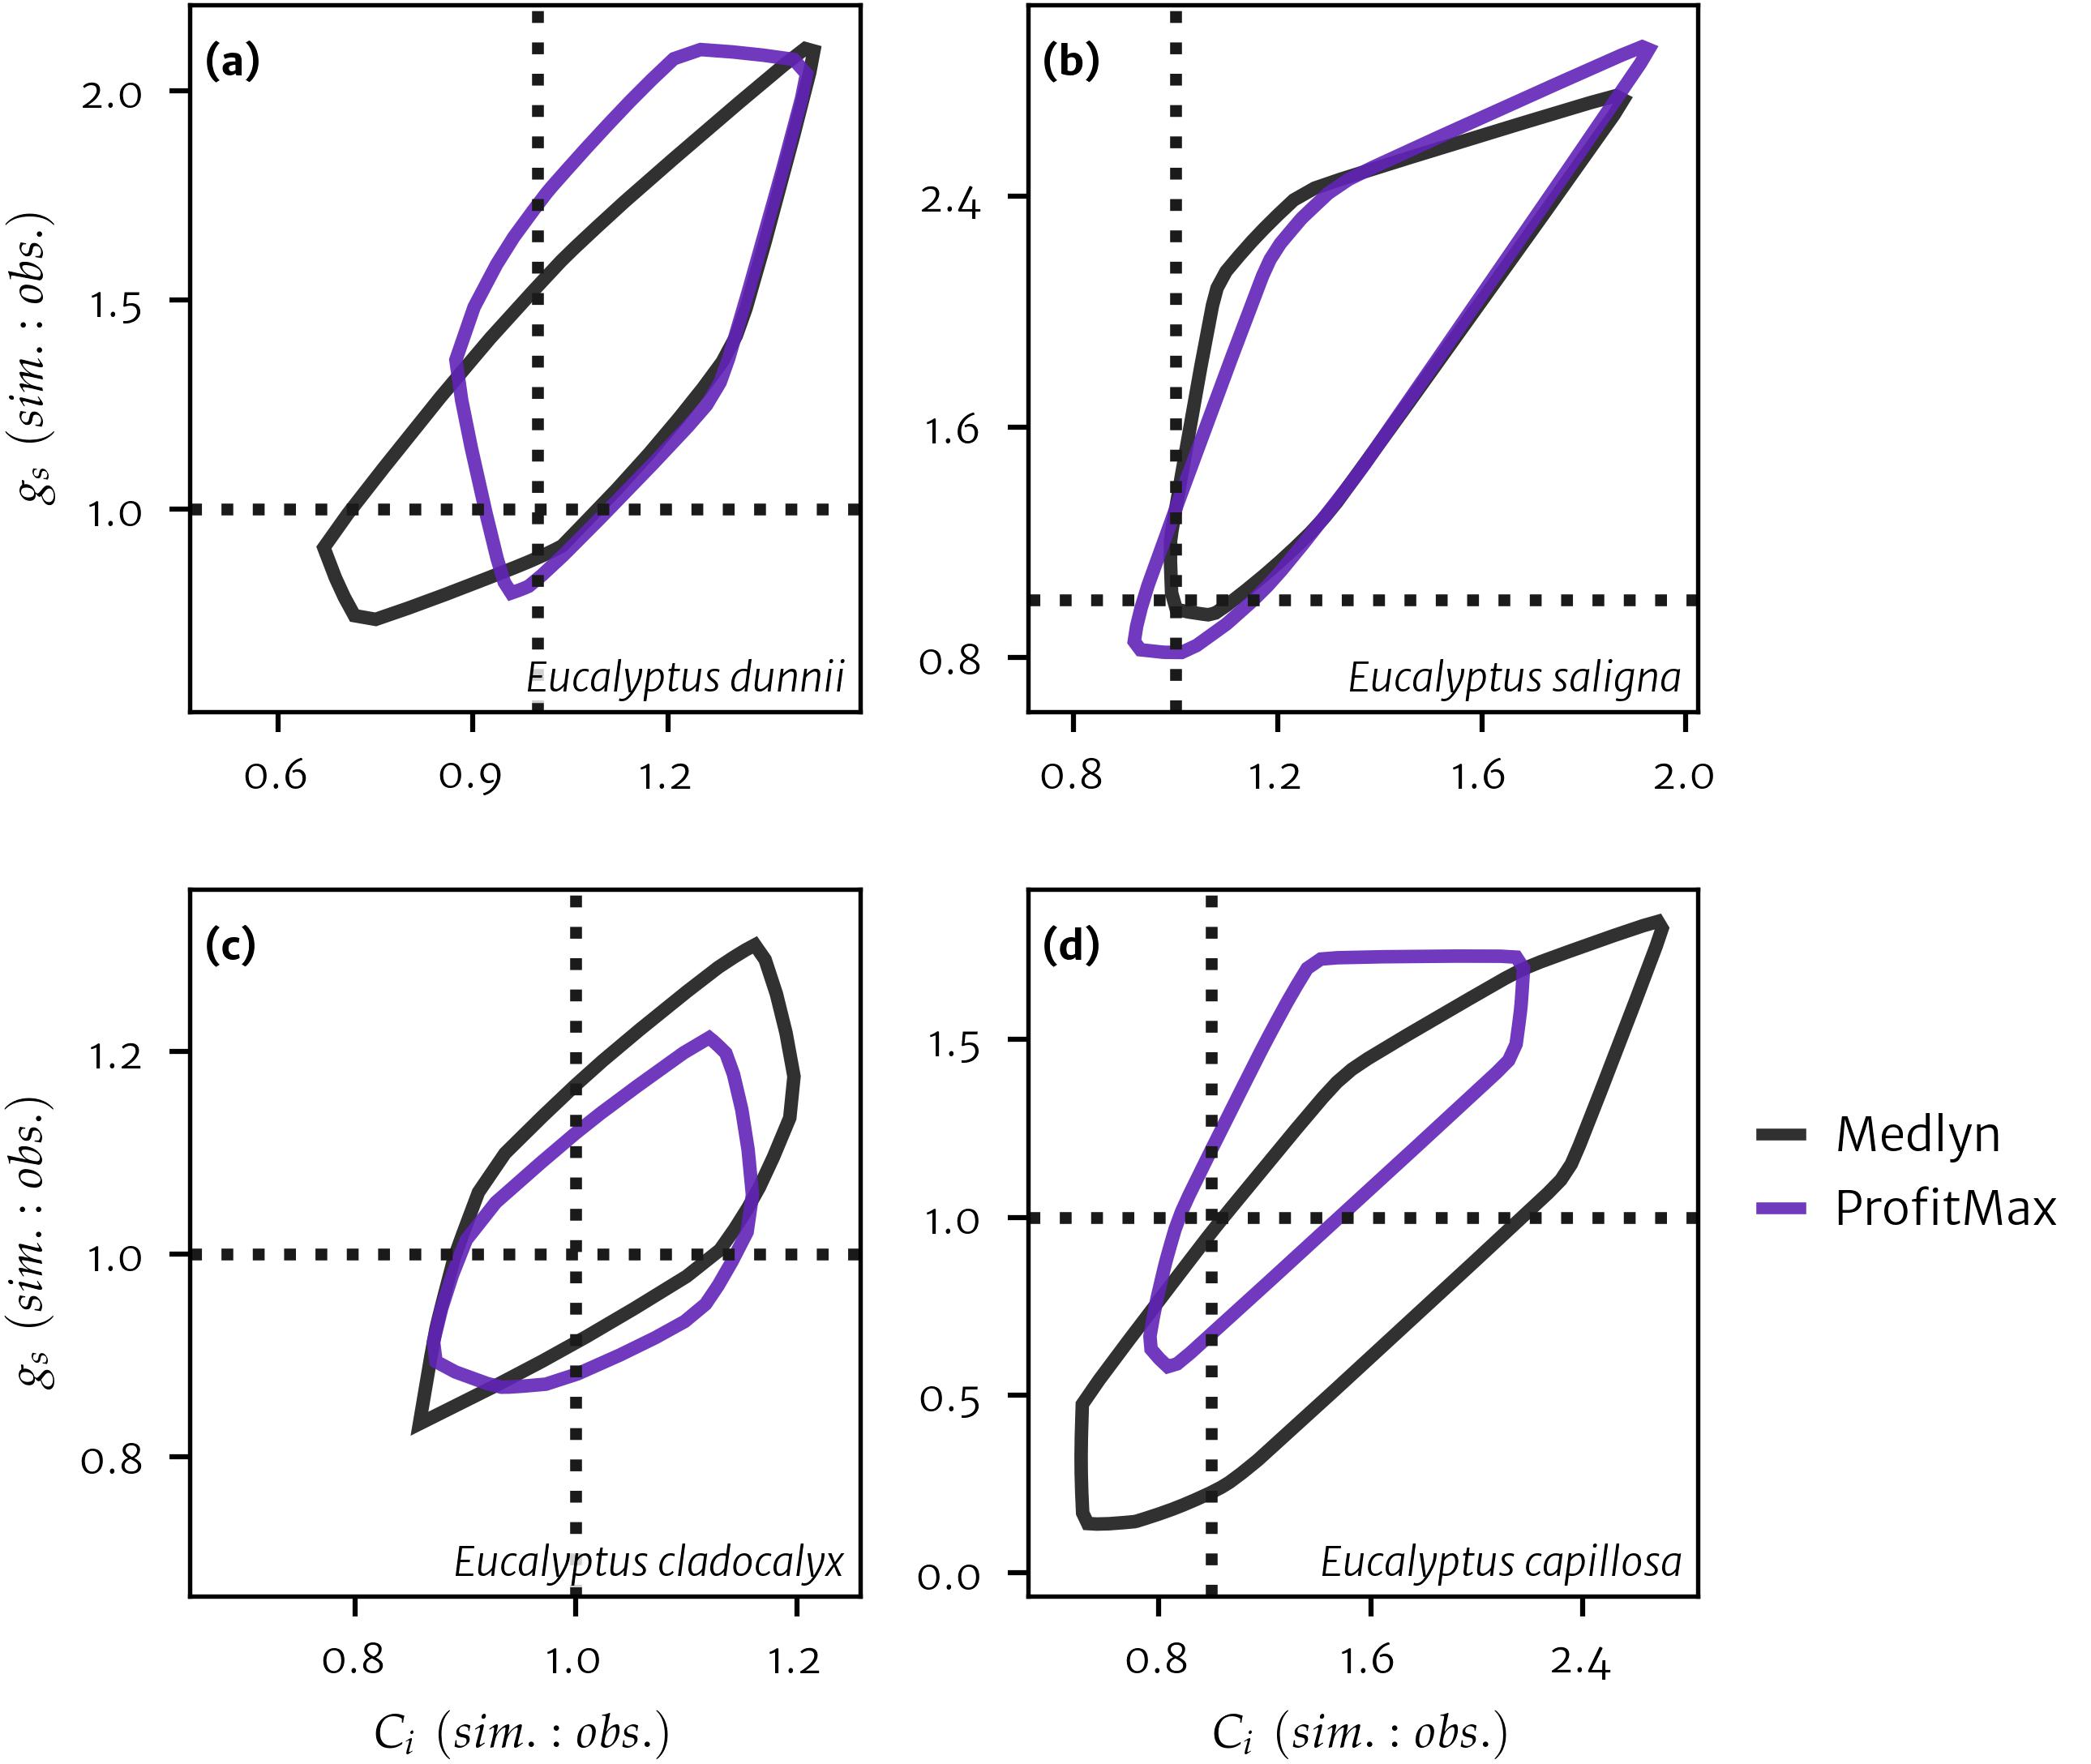 (a)
2.0
1.5
1.0
gₛ (sim. : obs.)
Eucalyptus dunnii
0.6 0.9 1.2
(b)
2.4
1.6
0.8
Eucalyptus saligna
0.8 1.2 1.6 2.0
(c)
1.2
1.0
0.8
gₛ (sim. : obs.)
Eucalyptus cladocalyx
0.8 1.0 1.2
Cᵢ (sim. : obs.)
(d)
1.5
1.0
0.5
0.0
Eucalyptus capillosa
0.8 1.6 2.4
Cᵢ (sim. : obs.)
Medlyn
ProfitMax